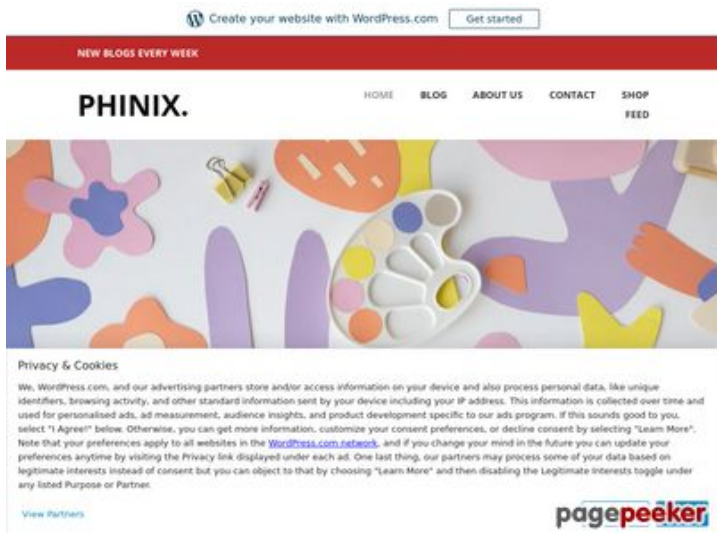 Create your website with WordPress.com
Get started
NEW BLOGS EVERY WEEK
PHINIX.
HOME BLOG ABOUT US CONTACT SHOP
FEED
Privacy & Cookies
We, WordPress.com, and our advertising partners store and/or access information on your device and also process personal data, like unique
identifiers, browsing activity, and other standard information sent by your device including your IP address. This information is collected over time and
used for personalised ads, ad measurement, audience insights, and product development specific to our ads program. If this sounds good to you,
select "I Agree!" below. Otherwise, you can get more information, customize your consent preferences, or decline consent by selecting "Learn More".
Note that your preferences apply to all websites in the WordPress.com network, and if you change your mind in the future you can update your
preferences anytime by visiting the Privacy link displayed under each ad. One last thing, our partners may process some of your data based on
legitimate interests instead of consent but you can object to that by choosing "Learn More" and then disabling the Legitimate Interests toggle under
any listed Purpose or Partner.
View Partners
pagepeeker